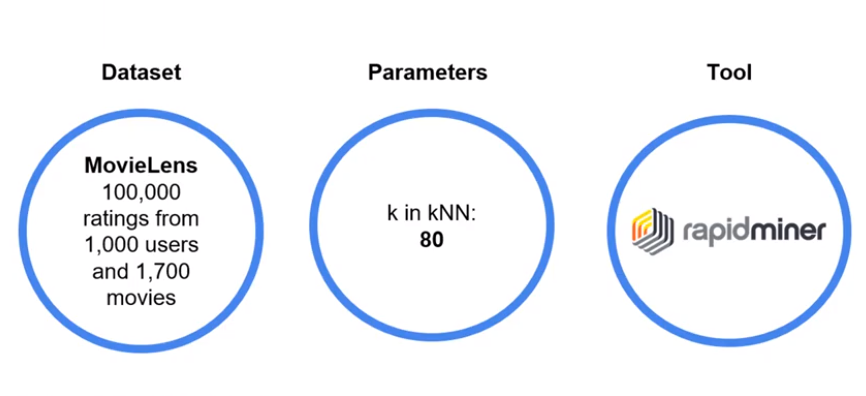 Dataset
Parameters
Tool
MovieLens
100,000
ratings from
1,000 users
and 1,700
movies
k in kNN:
80
rapidminer